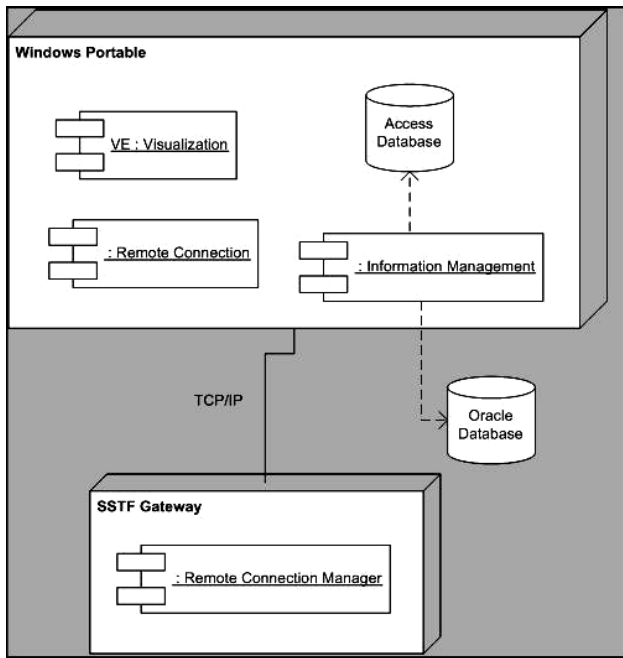 Windows Portable
VE : Visualization
Access
Database
: Remote Connection
: Information Management
TCP/IP
Oracle
Database
SSTF Gateway
: Remote Connection Manager